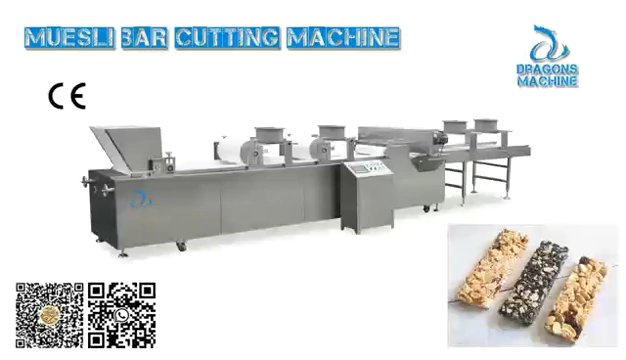 MUESLI BAR CUTTING MACHINE
DRAGONS
MACHINE
CE